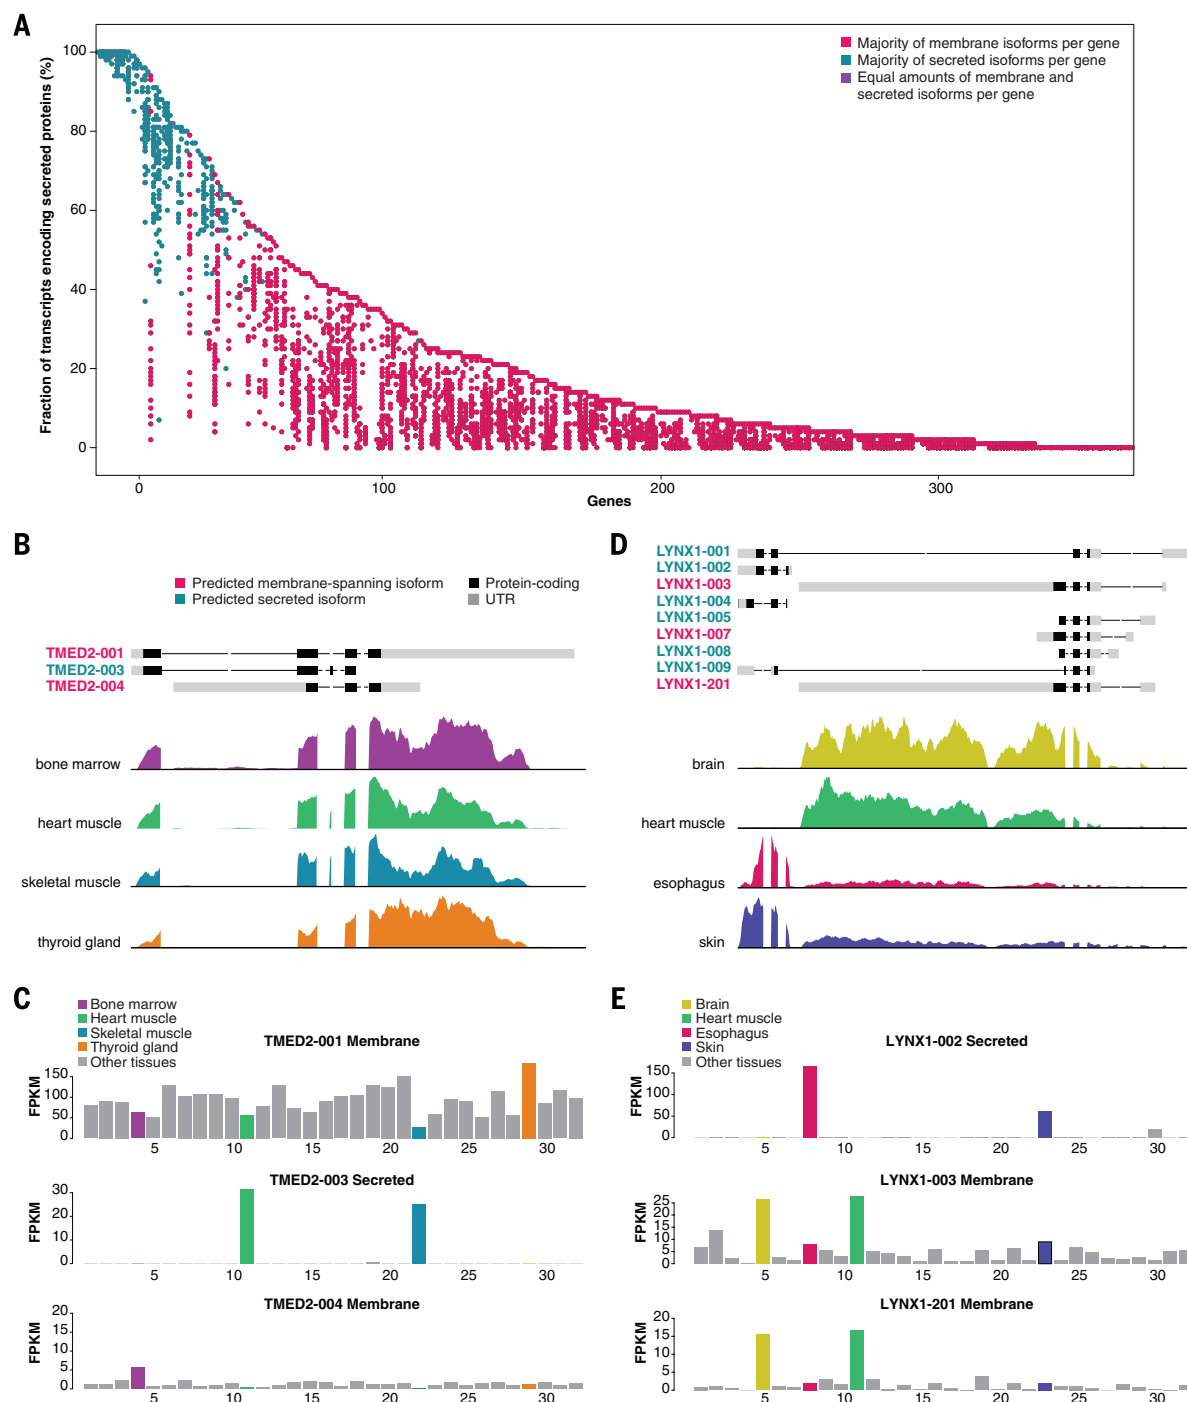 A
Fraction of transcripts encoding secreted proteins (%)
100
80
60
40
20
0
Majority of membrane isoforms per gene
Majority of secreted isoforms per gene
Equal amounts of membrane and
secreted isoforms per gene
0 100 200 300
Genes
B
Predicted membrane-spanning isoform
Predicted secreted isoform
Protein-coding
UTR
TMED2-001
TMED2-003
TMED2-004
bone marrow
heart muscle
skeletal muscle
thyroid gland
D
LYNX1-001
LYNX1-002
LYNX1-003
LYNX1-004
LYNX1-005
LYNX1-007
LYNX1-008
LYNX1-009
LYNX1-201
brain
heart muscle
esophagus
skin
C
Bone marrow
Heart muscle
Skeletal muscle
Thyroid gland
Other tissues
TMED2-001 Membrane
FPKM
150
100
50
0
5 10 15 20 25 30
TMED2-003 Secreted
FPKM
30
20
10
0
5 10 15 20 25 30
TMED2-004 Membrane
FPKM
20
15
10
5
0
5 10 15 20 25 30
E
Brain
Heart muscle
Esophagus
Skin
Other tissues
LYNX1-002 Secreted
FPKM
150
100
50
0
5 10 15 20 25 30
LYNX1-003 Membrane
FPKM
25
20
15
10
5
0
5 10 15 20 25 30
LYNX1-201 Membrane
FPKM
20
15
10
5
0
5 10 15 20 25 30